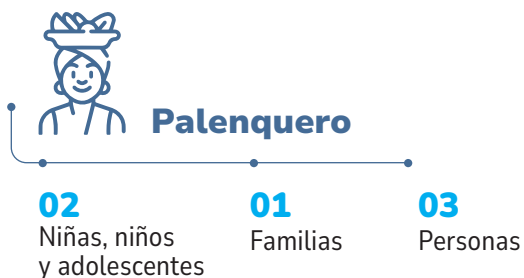 Palenquero
02
Niñas, niños
y adolescentes
01
Familias
03
Personas